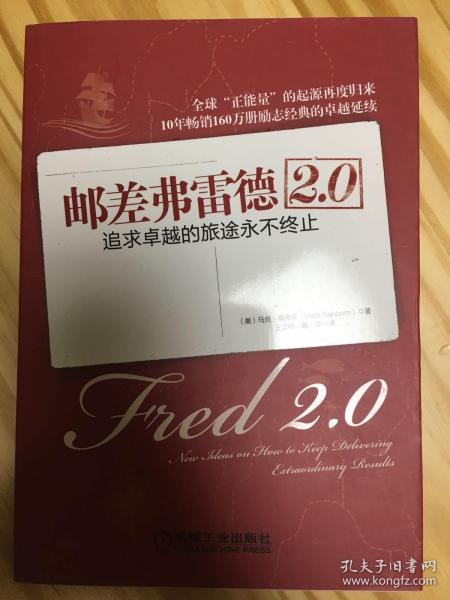 全球“正能量”的起源再度归来
10年畅销160万册励志经典的卓越延续
邮差弗雷德2.0
追求卓越的旅途永不终止
（美）马克·桑布恩（Mark Sanborn）著
Fred 2.0
New Ideas on How to Keep Delivering
Extraordinary Results
机械工业出版社
CHINA MACHINE PRESS
孔夫子旧书网
www.kongfz.com